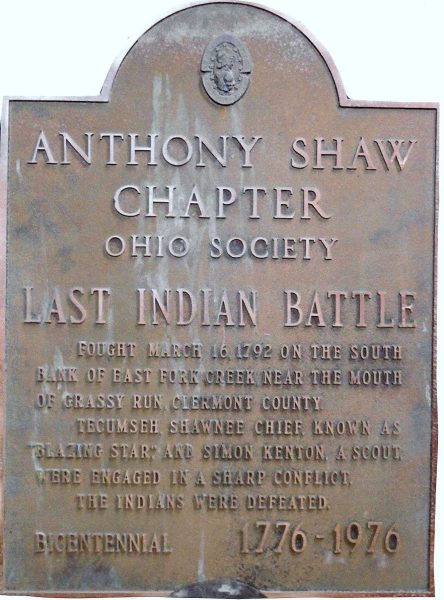 ANTHONY SHAW
CHAPTER
OHIO SOCIETY
LAST INDIAN BATTLE
FOUGHT MARCH 16, 1792 ON THE SOUTH
BANK OF EAST FORK CREEK NEAR THE MOUTH
OF GRASSY RUN, CLERMONT COUNTY.
TECUMSEH, SHAWNEE CHIEF, KNOWN AS
"BLAZING STAR", AND SIMON KENTON, A SCOUT,
WERE ENGAGED IN A SHARP CONFLICT.
THE INDIANS WERE DEFEATED.
BICENTENNIAL 1776-1976